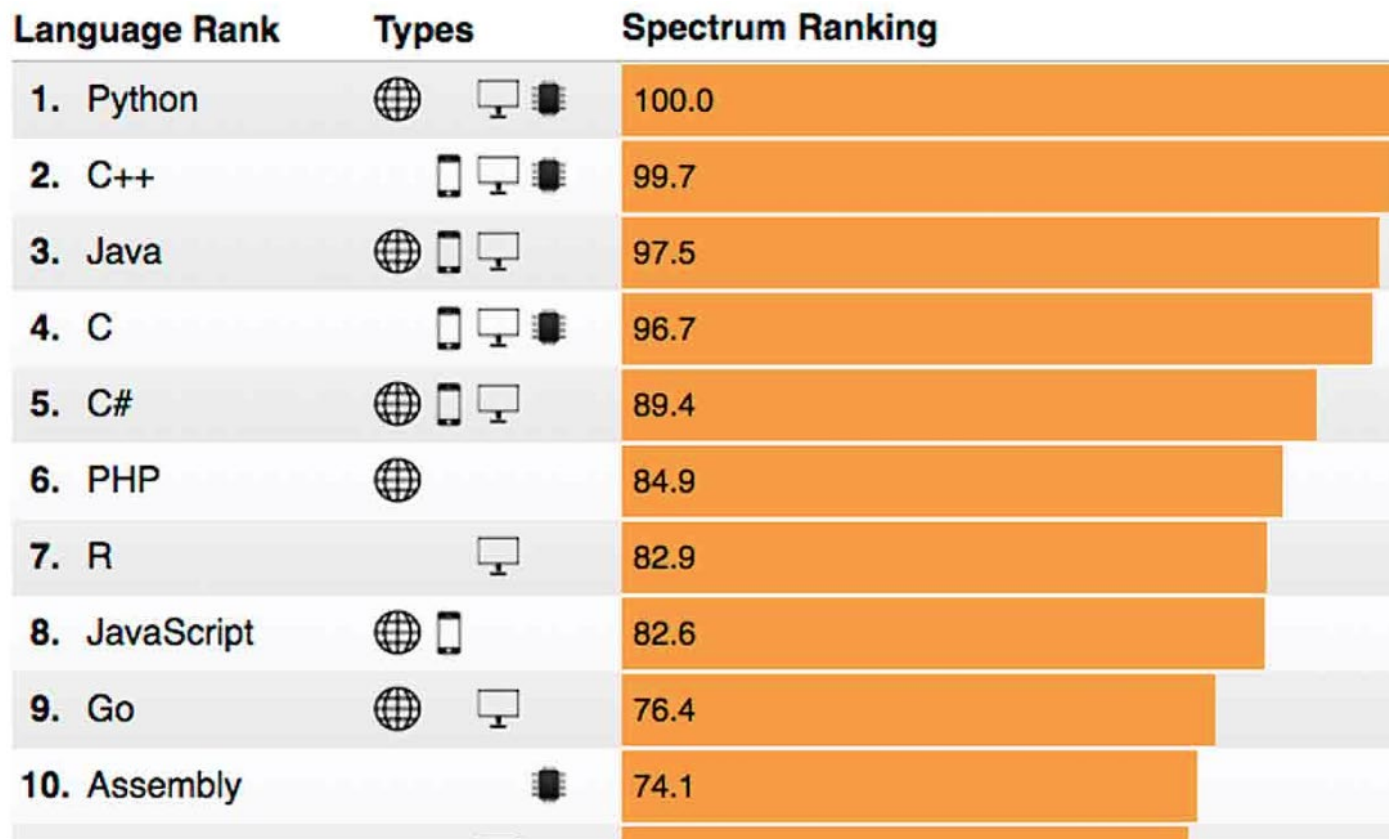 Language Rank Types Spectrum Ranking
1. Python 100.0
2. C++ 99.7
3. Java 97.5
4. C 96.7
5. C# 89.4
6. PHP 84.9
7. R 82.9
8. JavaScript 82.6
9. Go 76.4
10. Assembly 74.1